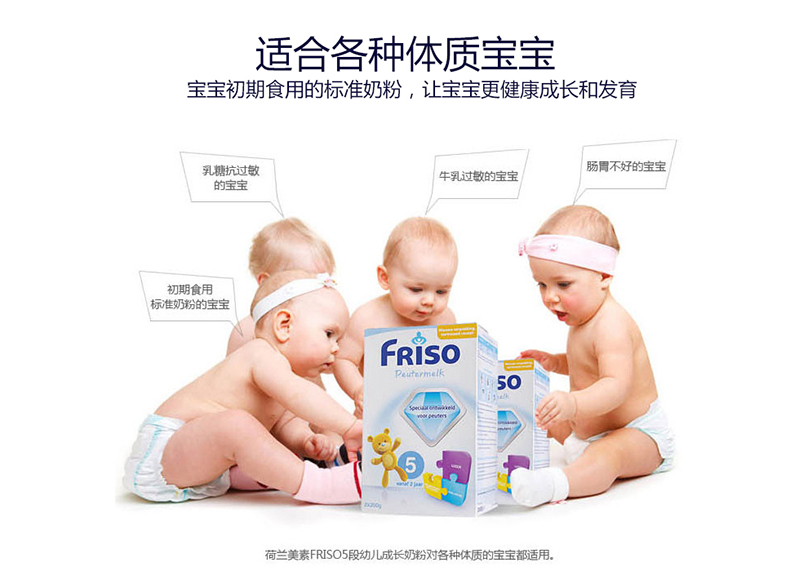 适合各种体质宝宝
宝宝初期食用的标准奶粉，让宝宝更健康成长和发育
乳糖抗过敏
的宝宝
牛乳过敏的宝宝
肠胃不好的宝宝
初期食用
标准奶粉的宝宝
FRISO
Peutermelk
Speciaal ontwikkeld
voor peuters
5
vanaf 2 jaar
FRISO
荷兰美素FRISO5段幼儿成长奶粉对各种体质的宝宝都适用。